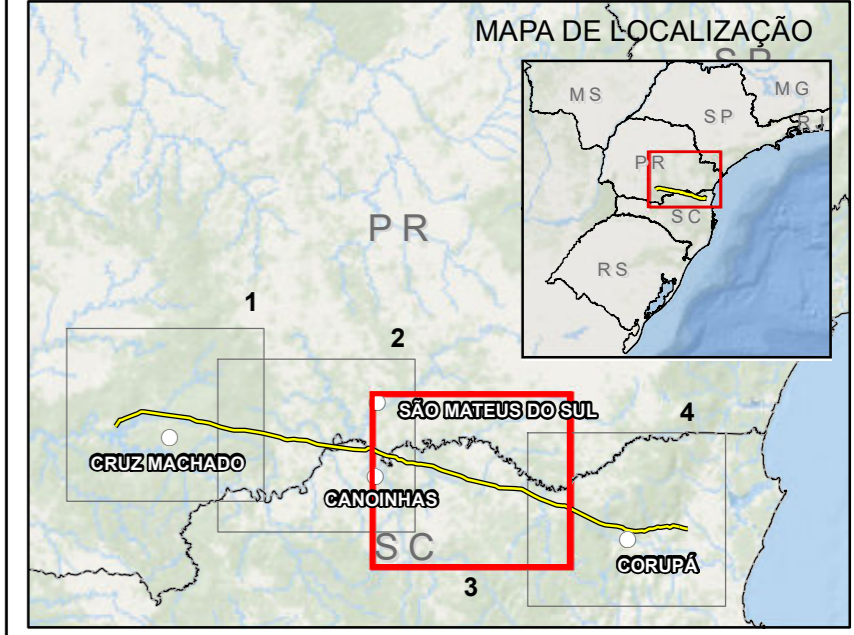 MAPA DE LOCALIZAÇÃO
S P
M S
M G
S P
R J
P R
S C
R S
P R
1
2
SÃO MATEUS DO SUL
4
CRUZ MACHADO
CANOINHAS
S C
CORUPÁ
3